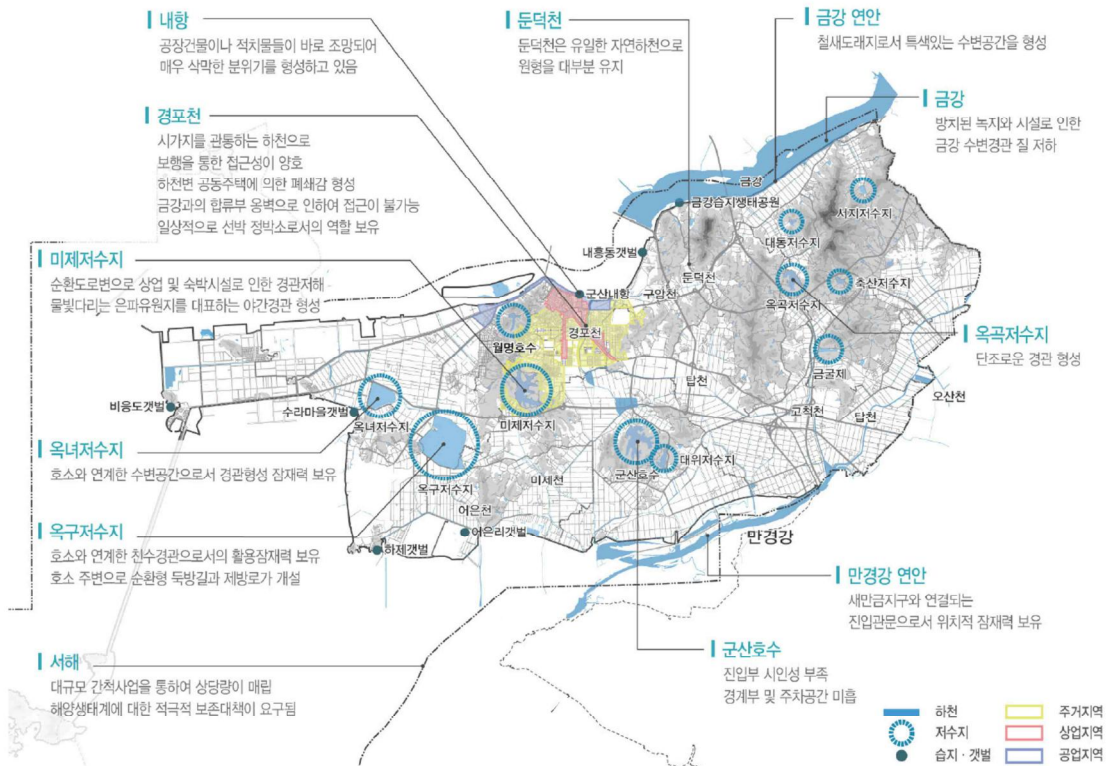 내항
공장건물이나 적치물들이 바로 조망되어
매우 삭막한 분위기를 형성하고 있음
둔덕천
둔덕천은 유일한 자연하천으로
원형을 대부분 유지
금강 연안
철새도래지로서 특색있는 수변공간을 형성
경포천
시가지를 관통하는 하천으로
보행을 통한 접근성이 양호
하천변 공동주택에 의한 폐쇄감 형성
금강과의 합류부 옹벽으로 인하여 접근이 불가능
일상적으로 선박 정박소로서의 역할 보유
금강
방치된 녹지와 시설로 인한
금강 수변경관 질 저하
미제저수지
순환도로변으로 상업 및 숙박시설로 인한 경관저해
물빛다리는 은파유원지를 대표하는 야간경관 형성
금강
금강습지생태공원
서지저수지
대동저수지
내흥동갯벌
둔덕천
군산내항
구암천
옥곡저수지
축산저수지
경포천
월명호수
옥곡저수지
단조로운 경관 형성
금굴제
탑천
오산천
비응도갯벌
수라마을갯벌
옥녀저수지
미제저수지
고척천
탑천
옥녀저수지
호소와 연계한 수변공간으로서 경관형성 잠재력 보유
옥구저수지
미제천
군산호수
대위저수지
어은천
어은리갯벌
하제갯벌
만경강
옥구저수지
호소와 연계한 친수경관으로서의 활용잠재력 보유
호소 주변으로 순환형 둑방길과 제방로가 개설
만경강 연안
새만금지구와 연결되는
진입관문으로서 위치적 잠재력 보유
서해
대규모 간척사업을 통하여 상당량이 매립
해양생태계에 대한 적극적 보존대책이 요구됨
군산호수
진입부 시인성 부족
경계부 및 주차공간 미흡
하천
저수지
습지 · 갯벌
주거지역
상업지역
공업지역